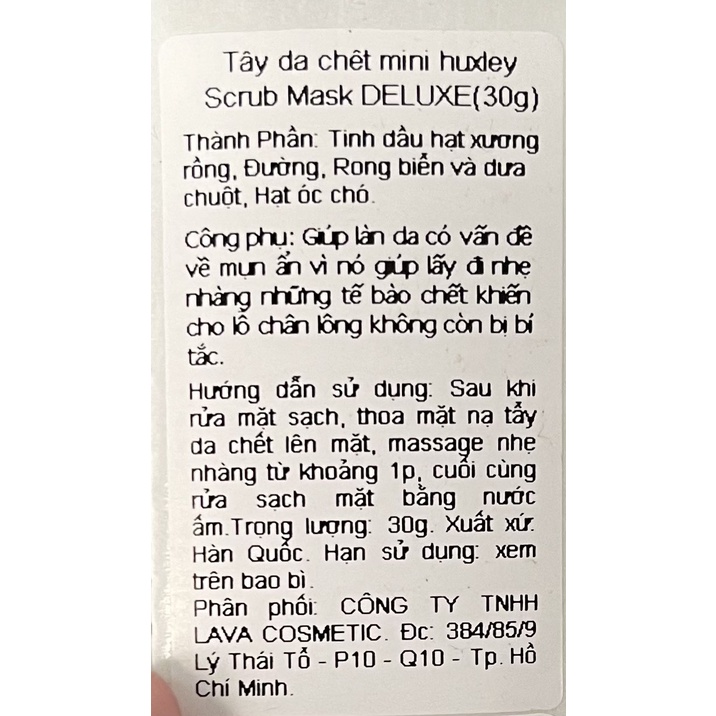 Tây da chêt mini huxley
Scrub Mask DELUXE(30g)
Thành Phần: Tinh dầu hạt xương
rồng, Đường, Rong biển và dưa
chuột, Hạt óc chó.
Công phụ: Giúp làn da có vấn đề
về mụn ẩn vì nó giúp lấy đi nhẹ
nhàng những tế bào chết khiến
cho lỗ chân lông không còn bị bí
tắc.
Hướng dẫn sử dụng: Sau khi
rửa mặt sạch, thoa mặt nạ tẩy
da chết lên mặt, massage nhẹ
nhàng từ khoảng 1p, cuối cùng
rửa sạch mặt bằng nước
ấm.Trọng lượng: 30g. Xuất xứ:
Hàn Quốc. Hạn sử dụng: xem
trên bao bì.
Phân phối: CÔNG TY TNHH
LAVA COSMETIC. Đc: 384/85/9
Lý Thái Tổ - P10 - Q10 - Tp. Hồ
Chí Minh.